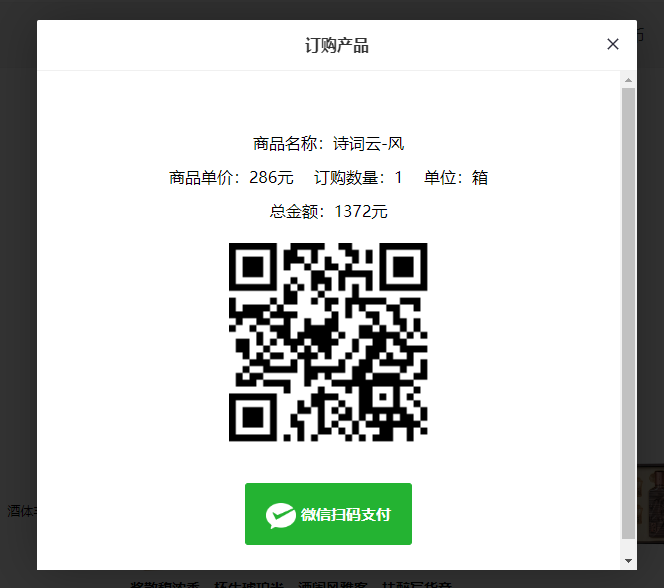 订购产品
商品名称：诗词云-风
商品单价：286元 订购数量：1 单位：箱
总金额：1372元
微信扫码支付
酒体